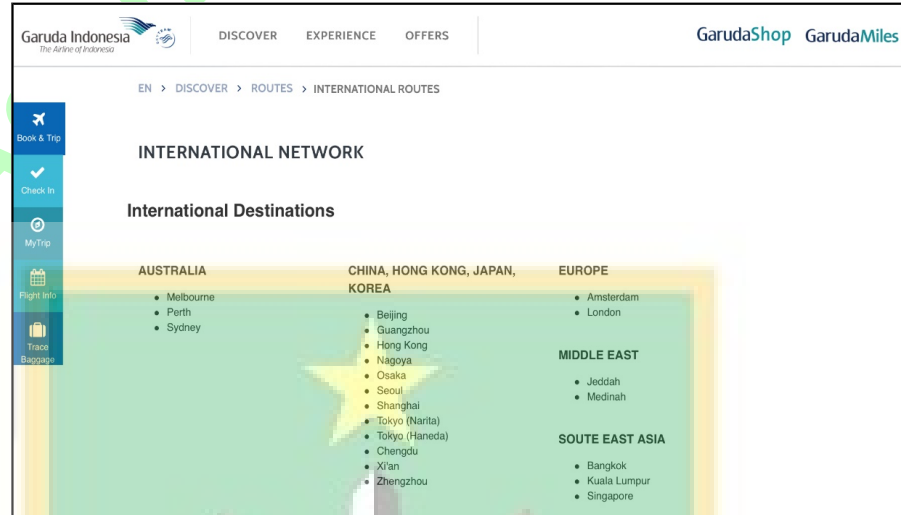 Garuda Indonesia
The Airline of Indonesia
DISCOVER EXPERIENCE OFFERS
GarudaShop GarudaMiles
EN > DISCOVER > ROUTES > INTERNATIONAL ROUTES
Book & Trip
Check In
MyTrip
Flight Info
Trace
Baggage
INTERNATIONAL NETWORK
International Destinations
AUSTRALIA
Melbourne
Perth
Sydney
CHINA, HONG KONG, JAPAN,
KOREA
Beijing
Guangzhou
Hong Kong
Nagoya
Osaka
Seoul
Shanghai
Tokyo (Narita)
Tokyo (Haneda)
Chengdu
Xi'an
Zhengzhou
EUROPE
Amsterdam
London
MIDDLE EAST
Jeddah
Medinah
SOUTE EAST ASIA
Bangkok
Kuala Lumpur
Singapore